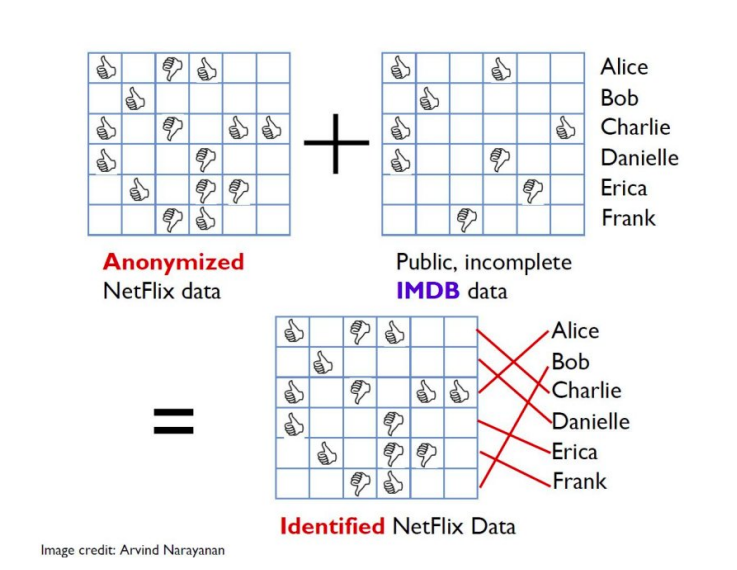 Alice
Bob
Charlie
Danielle
Erica
Frank
Anonymized
NetFlix data
Public, incomplete
IMDB data
Alice
Bob
Charlie
Danielle
Erica
Frank
Identified NetFlix Data
Image credit: Arvind Narayanan